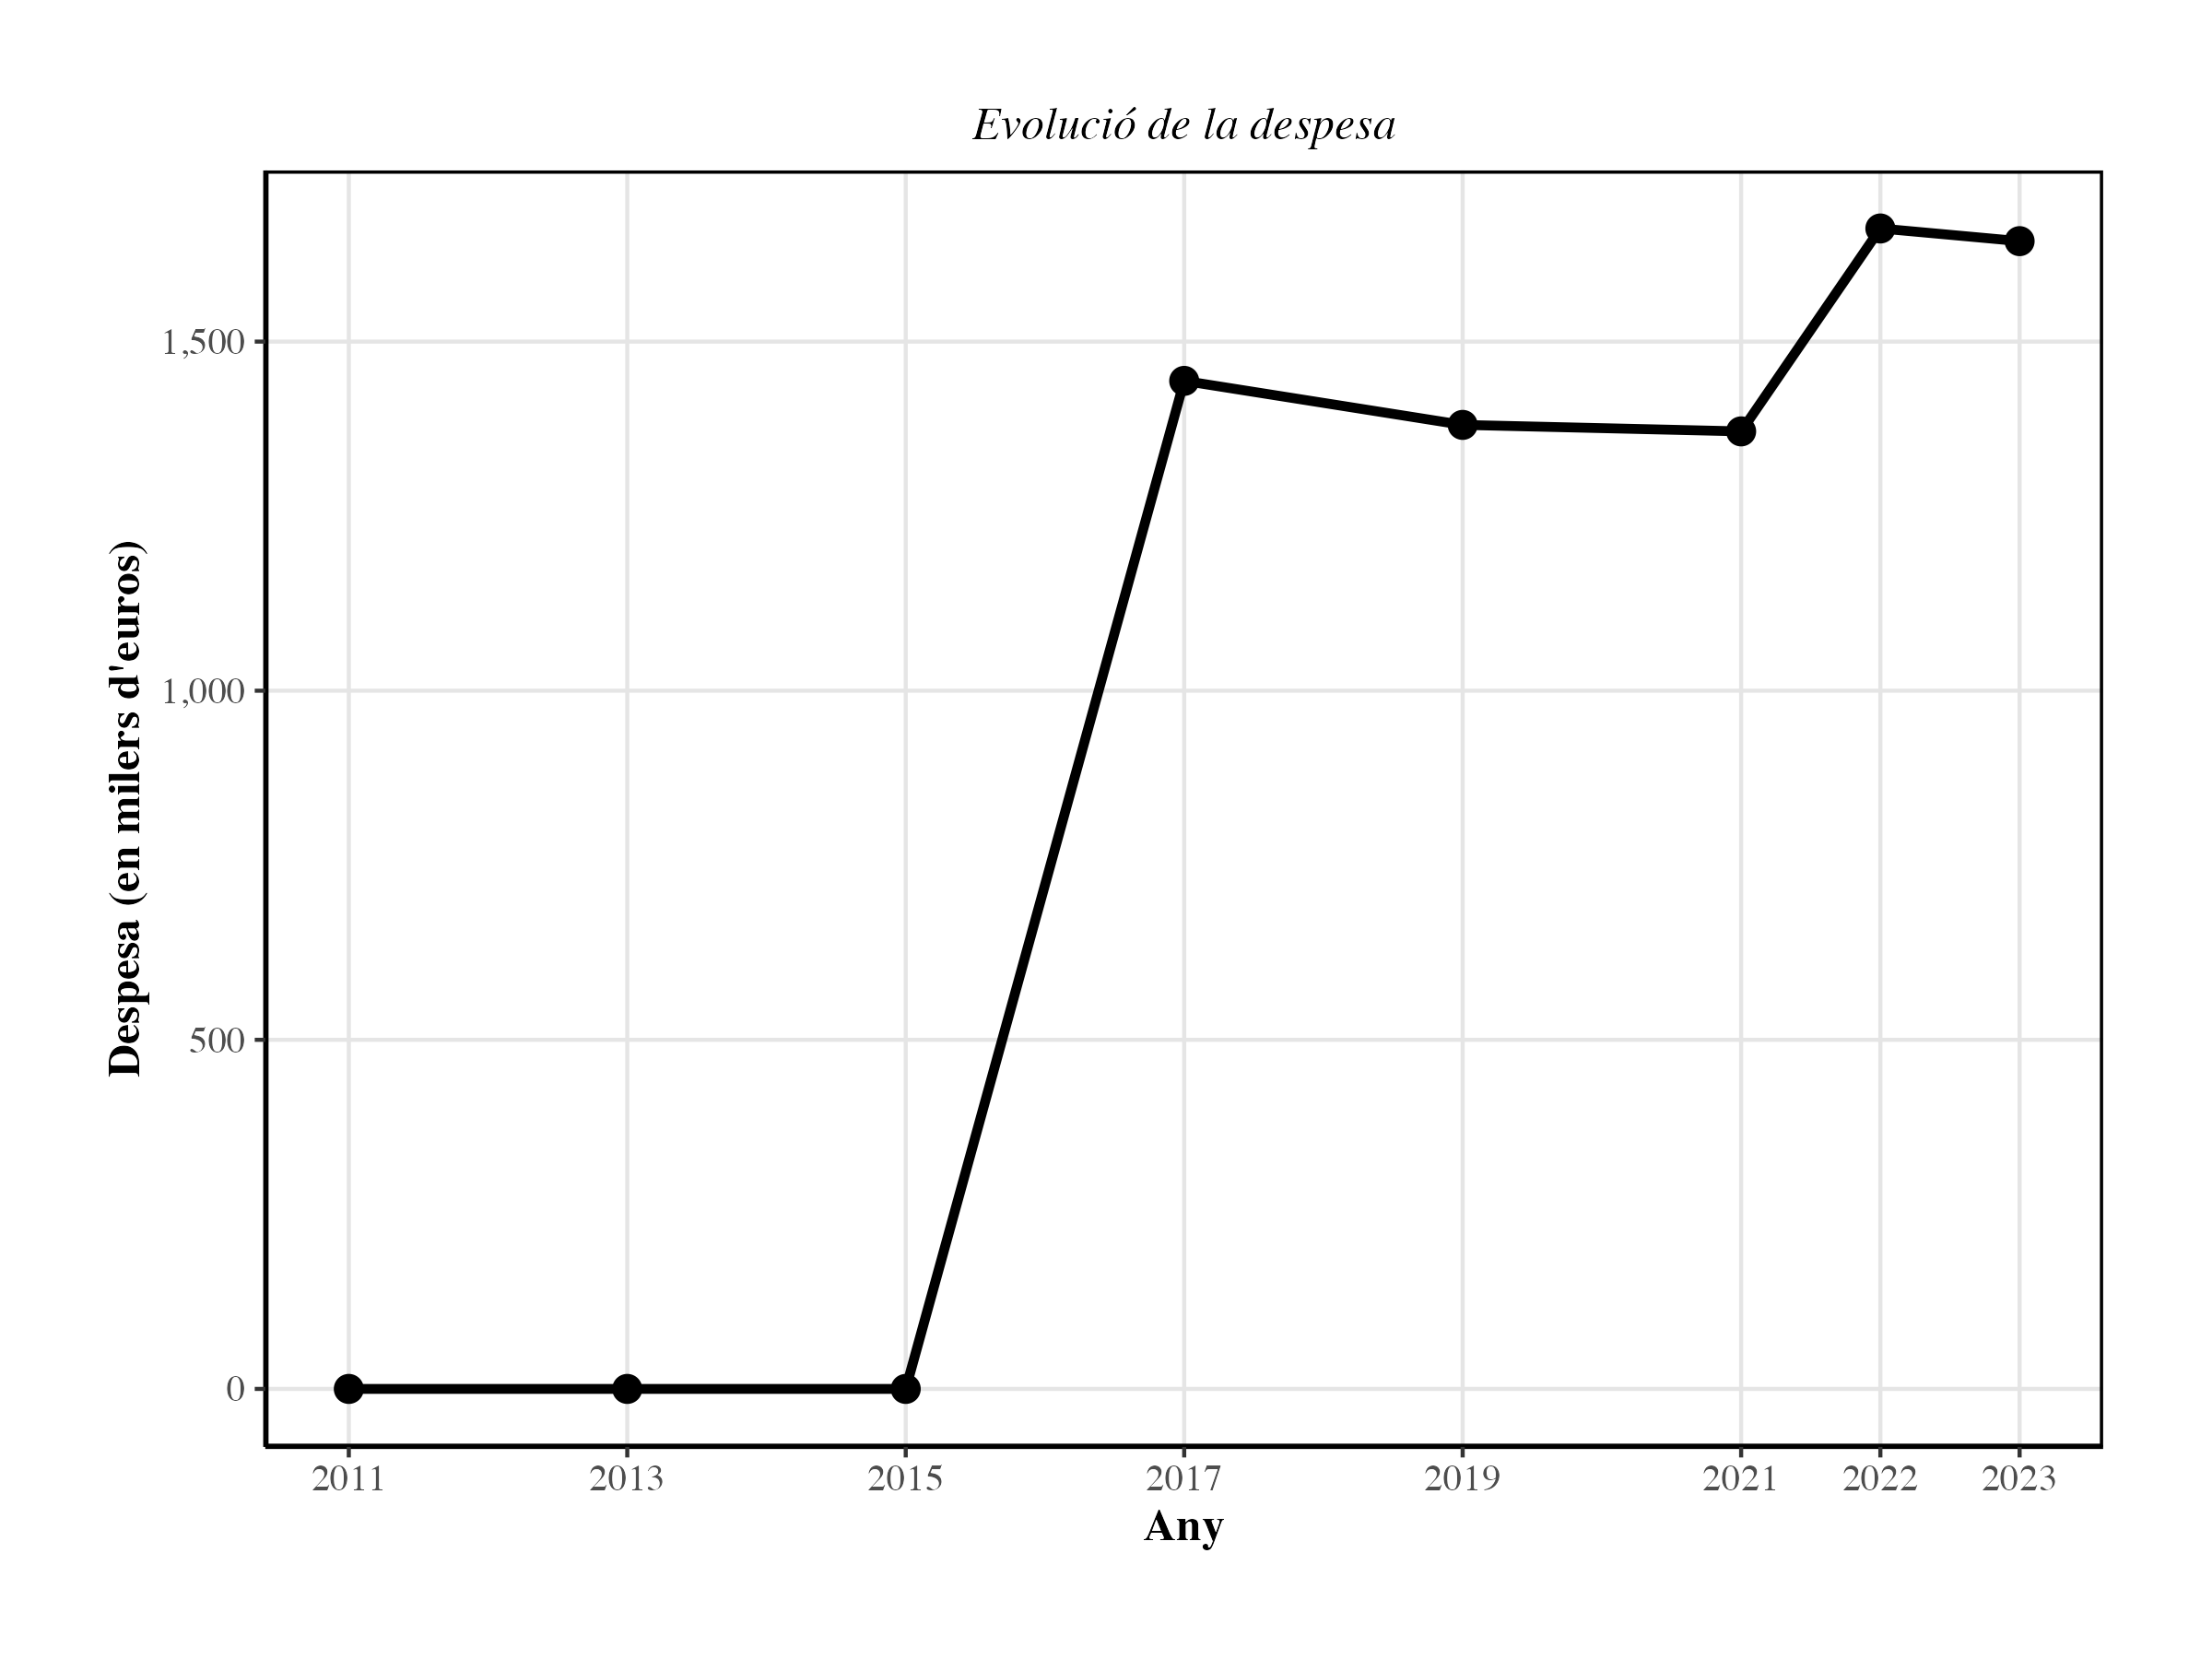 Evolució de la despesa
Despesa (en milers d'euros)
1,500
1,000
500
0
2011 2013 2015 2017 2019 2021 2022 2023
Any